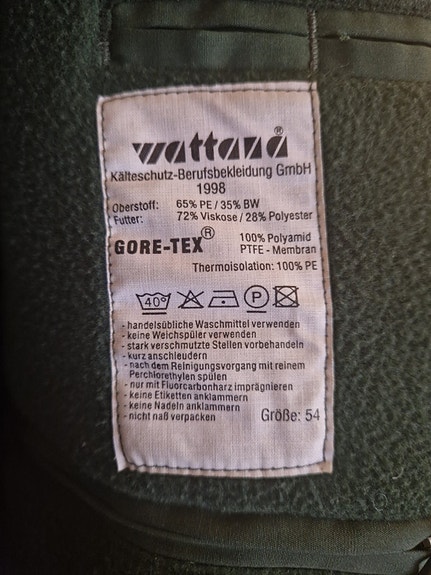 wattana®
Kälteschutz-Berufsbekleidung GmbH
1998
Oberstoff: 65% PE / 35% BW
Futter: 72% Viskose / 28% Polyester
GORE-TEX® 100% Polyamid
PTFE - Membran
Thermoisolation: 100% PE
40° P
- handelsübliche Waschmittel verwenden
- keine Weichspüler verwenden
- stark verschmutzte Stellen vorbehandeln
- kurz anschleudern
- nach dem Reinigungsvorgang mit reinem
Perchlorethylen spülen
- nur mit Fluorcarbonharz imprägnieren
- keine Etiketten anklammern
- keine Nadeln anklammern
- nicht naß verpacken Größe: 54